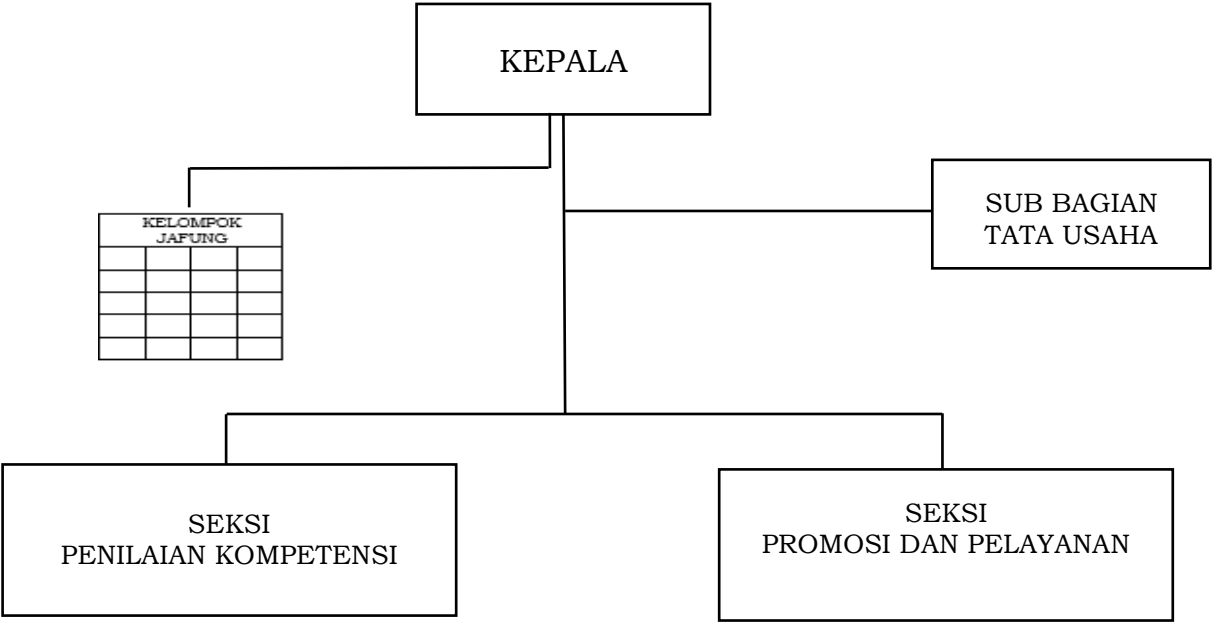 KEPALA
KELOMPOK
JAFUNG
SUB BAGIAN
TATA USAHA
SEKSI
PENILAIAN KOMPETENSI
SEKSI
PROMOSI DAN PELAYANAN